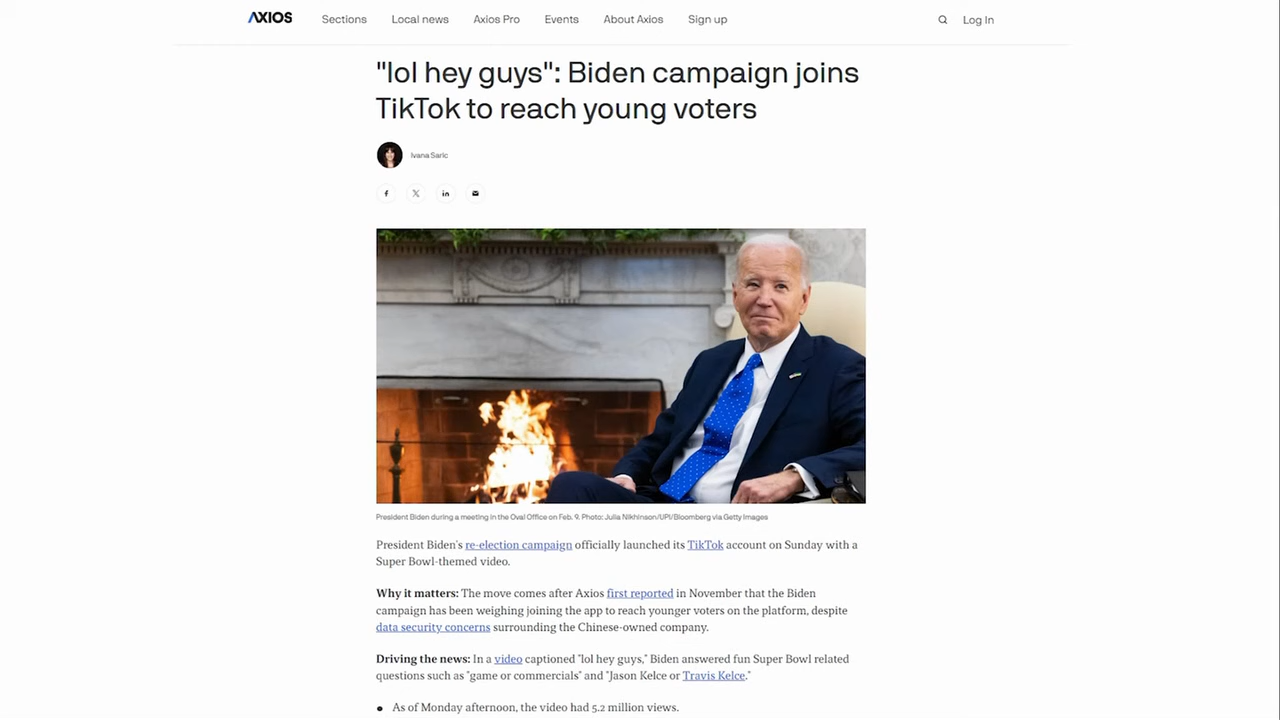 AXIOS Sections Local news Axios Pro Events About Axios Sign up Log In
"lol hey guys": Biden campaign joins
TikTok to reach young voters
Ivana Saric
President Biden during a meeting in the Oval Office on Feb. 9. Photo: Julia Nikhinson/UPI/Bloomberg via Getty Images
President Biden's re-election campaign officially launched its TikTok account on Sunday with a
Super Bowl-themed video.
Why it matters: The move comes after Axios first reported in November that the Biden
campaign has been weighing joining the app to reach younger voters on the platform, despite
data security concerns surrounding the Chinese-owned company.
Driving the news: In a video captioned "lol hey guys," Biden answered fun Super Bowl related
questions such as "game or commercials" and "Jason Kelce or Travis Kelce."
• As of Monday afternoon, the video had 5.2 million views.